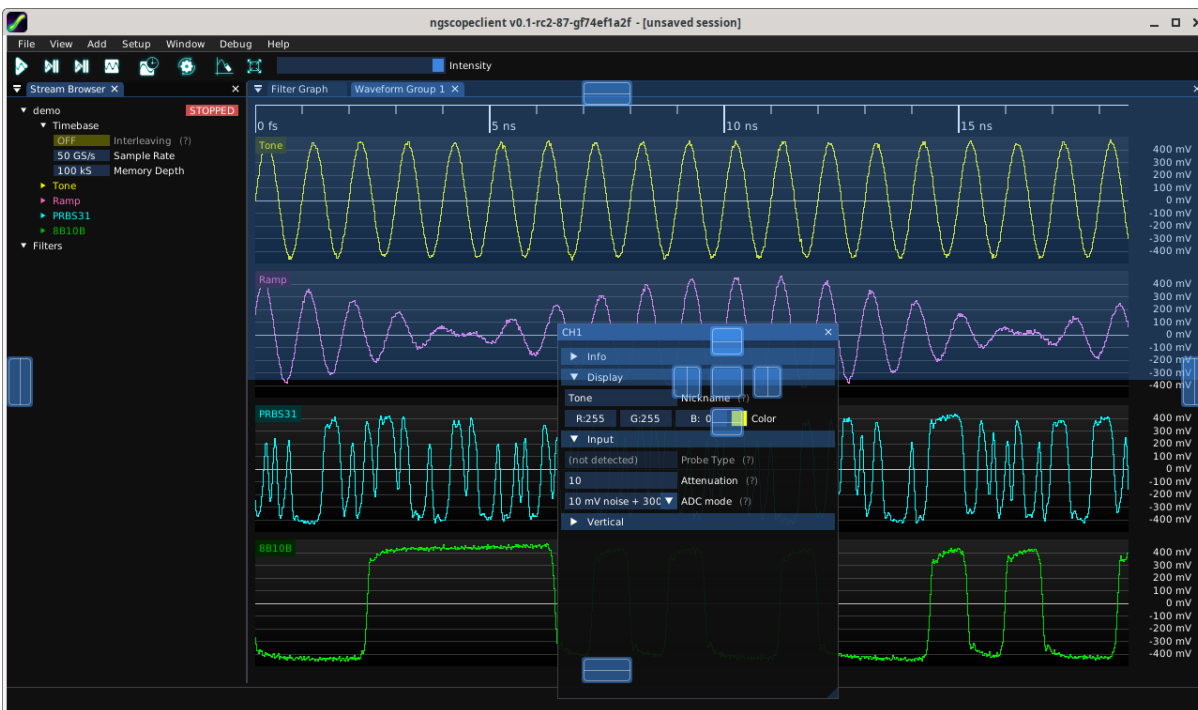 ngscopeclient v0.1-rc2-87-gf74ef1a2f - [unsaved session]
File View Add Setup Window Debug Help
Intensity
Stream Browser
Filter Graph Waveform Group 1
demo STOPPED
Timebase
OFF Interleaving (?)
50 GS/s Sample Rate
100 kS Memory Depth
Tone
Ramp
PRBS31
8B10B
Filters
0 fs 5 ns 10 ns 15 ns
Tone
400 mV
300 mV
200 mV
100 mV
0 mV
-100 mV
-200 mV
-300 mV
-400 mV
Ramp
400 mV
300 mV
200 mV
100 mV
0 mV
-100 mV
-200 mV
-300 mV
-400 mV
PRBS31
400 mV
300 mV
200 mV
100 mV
0 mV
-100 mV
-200 mV
-300 mV
-400 mV
8B10B
400 mV
300 mV
200 mV
100 mV
0 mV
-100 mV
-200 mV
-300 mV
-400 mV
CH1
Info
Display
Tone Nickname (?)
R:255 G:255 B: 0 Color
Input
(not detected) Probe Type (?)
10 Attenuation (?)
10 mV noise + 300 ADC mode (?)
Vertical